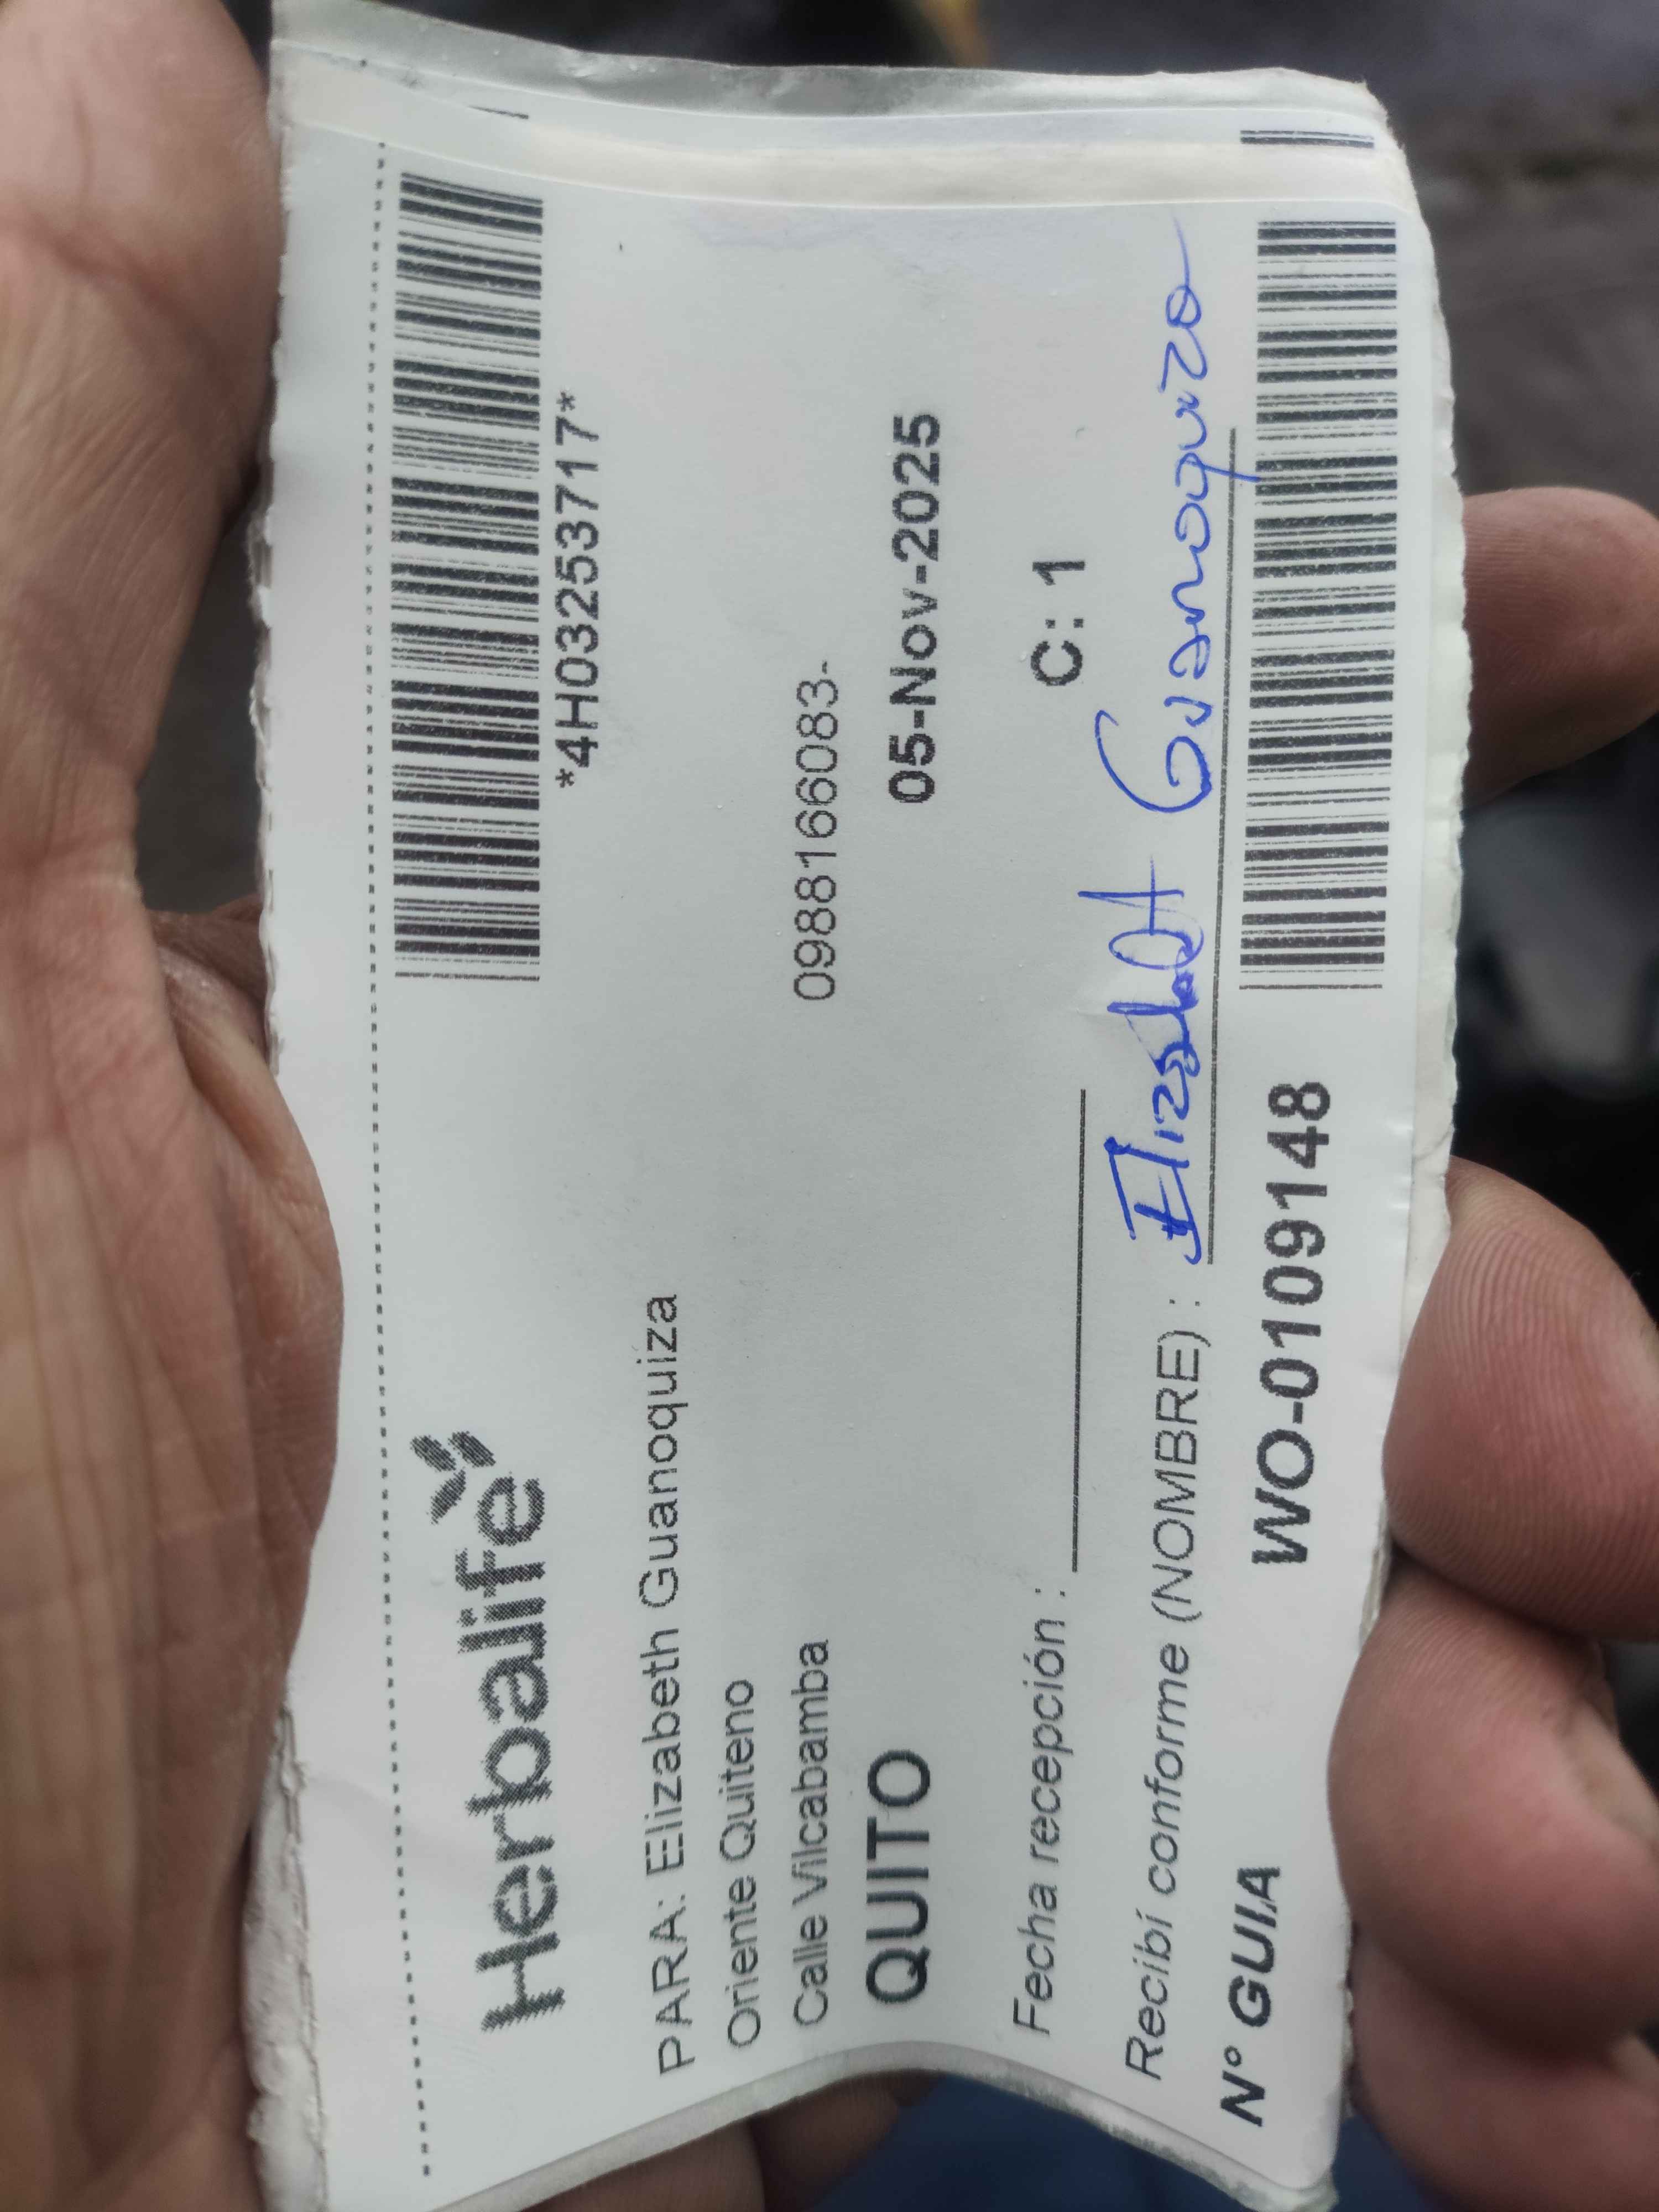 Herbalife
*4H03253717*
PARA: Elizabeth Guanoquiza
Oriente Quiteno
Calle Vilcabamba 0988166083-
QUITO 05-Nov-2025
Fecha recepción : C: 1
Recibí conforme (NOMBRE) : Elizabeth Guanoquiza
N° GUIA WO-0109148